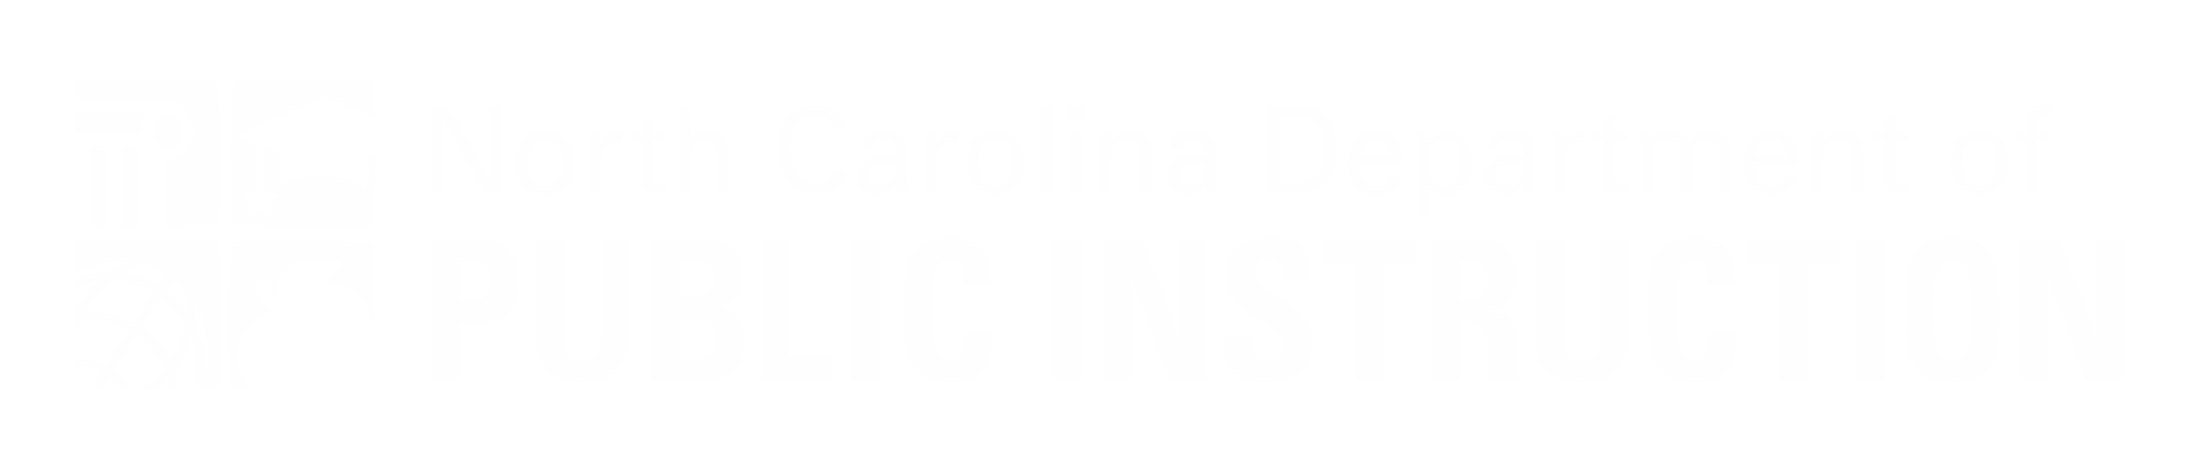 North Carolina Department of
PUBLIC INSTRUCTION